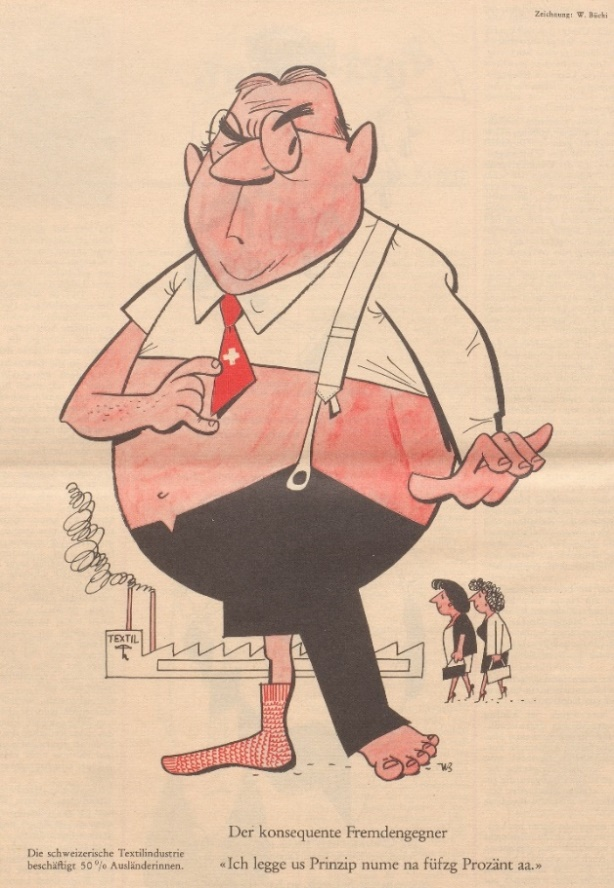 Zeichnung: W. Büchi
TEXTIL
WB
Der konsequente Fremdengegner
Die schweizerische Textilindustrie
beschäftigt 50 % Ausländerinnen.
«Ich legge us Prinzip nume na füfzg Prozänt aa.»